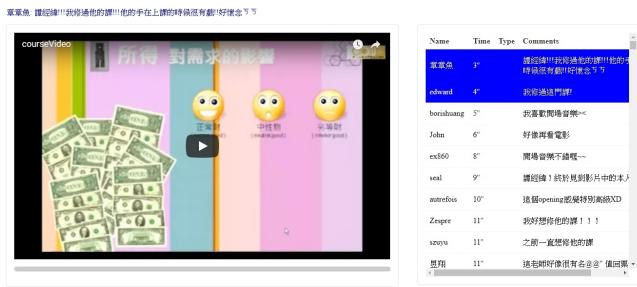 章章魚: 譚經緯!!!我修過他的課!!!他的手在上課的時候很有戲!!好懷念ㄎㄎ
courseVideo
所得 對需求的影響
正常財 中性財 劣等財
Name Time Type Comments
章章魚 3" 譚經緯!!!我修過他的課!!!他的手
時候很有戲!!好懷念ㄎㄎ
edward 4" 我修過這門課!
borishuang 5" 我喜歡開場音樂><
John 6" 好像再看電影
ex860 8" 開場音樂不錯喔~~
seal 9" 譚經緯！終於見到影片中的本人
autrefois 10" 這個opening感覺特別高級XD
Zespre 11" 我好想修他的課！！！
szuyu 11" 之前一直想修他的課
昱翔 11" 這老師好像很有名@@" 值回票